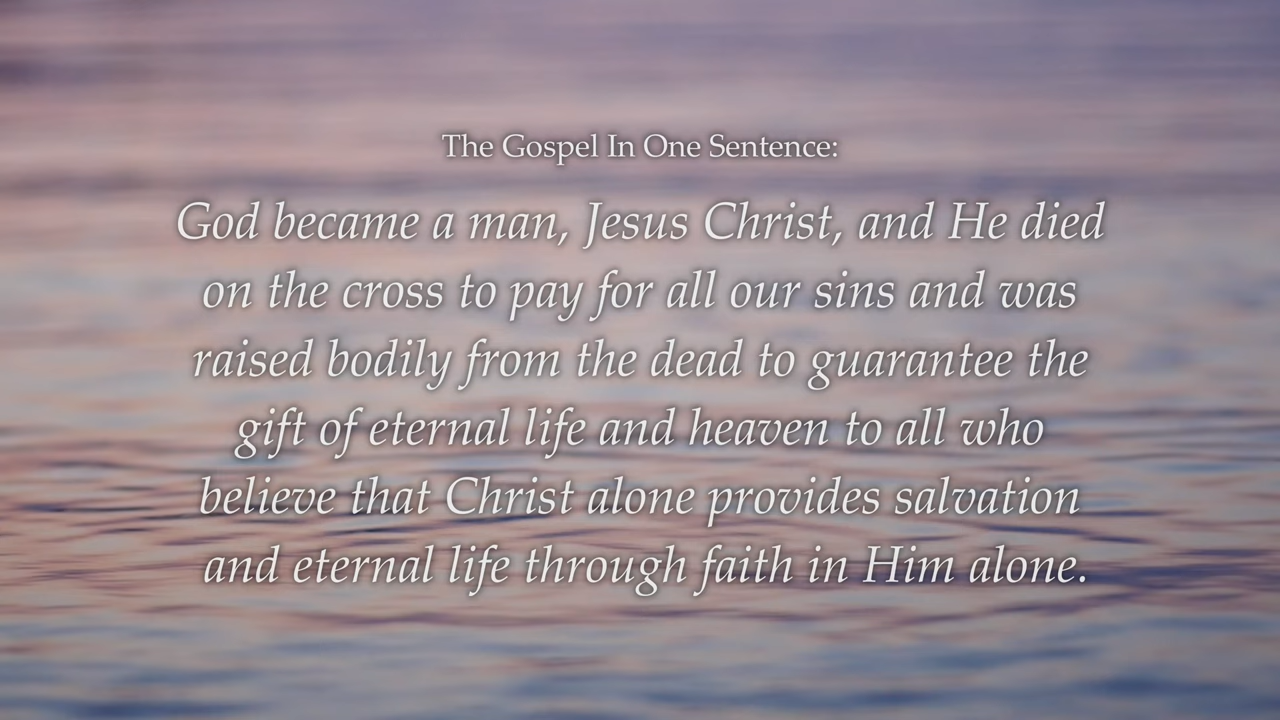 The Gospel In One Sentence:
God became a man, Jesus Christ, and He died
on the cross to pay for all our sins and was
raised bodily from the dead to guarantee the
gift of eternal life and heaven to all who
believe that Christ alone provides salvation
and eternal life through faith in Him alone.